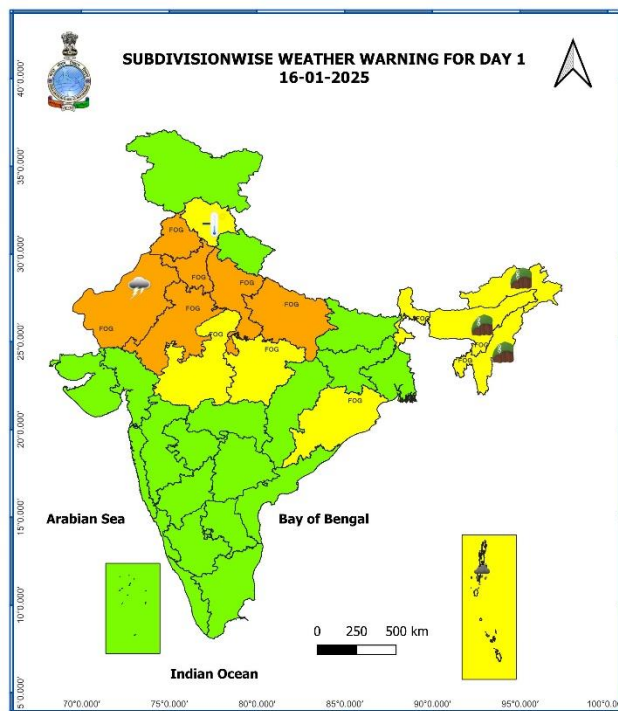 SUBDIVISIONWISE WEATHER WARNING FOR DAY 1
16-01-2025
40°0.000'
35°0.000'
30°0.000'
25°0.000'
20°0.000'
15°0.000'
10°0.000'
5°0.000'
FOG
FOG
FOG
FOG
FOG
FOG
FOG
FOG
FOG
FOG
FOG
FOG
Arabian Sea
Bay of Bengal
0 250 500 km
Indian Ocean
70°0.000' 75°0.000' 80°0.000' 85°0.000' 90°0.000' 95°0.000' 100°0.000'